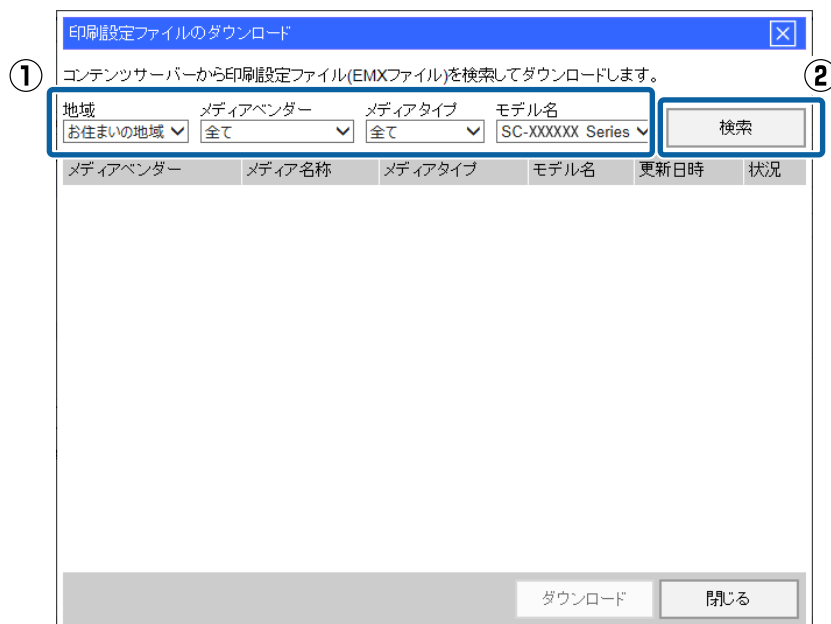 印刷設定ファイルのダウンロード
① コンテンツサーバーから印刷設定ファイル(EMXファイル)を検索してダウンロードします。 ②
地域 メディアベンダー メディアタイプ モデル名
お住まいの地域 全て 全て SC-XXXXXX Series 検索
メディアベンダー メディア名称 メディアタイプ モデル名 更新日時 状況
ダウンロード 閉じる